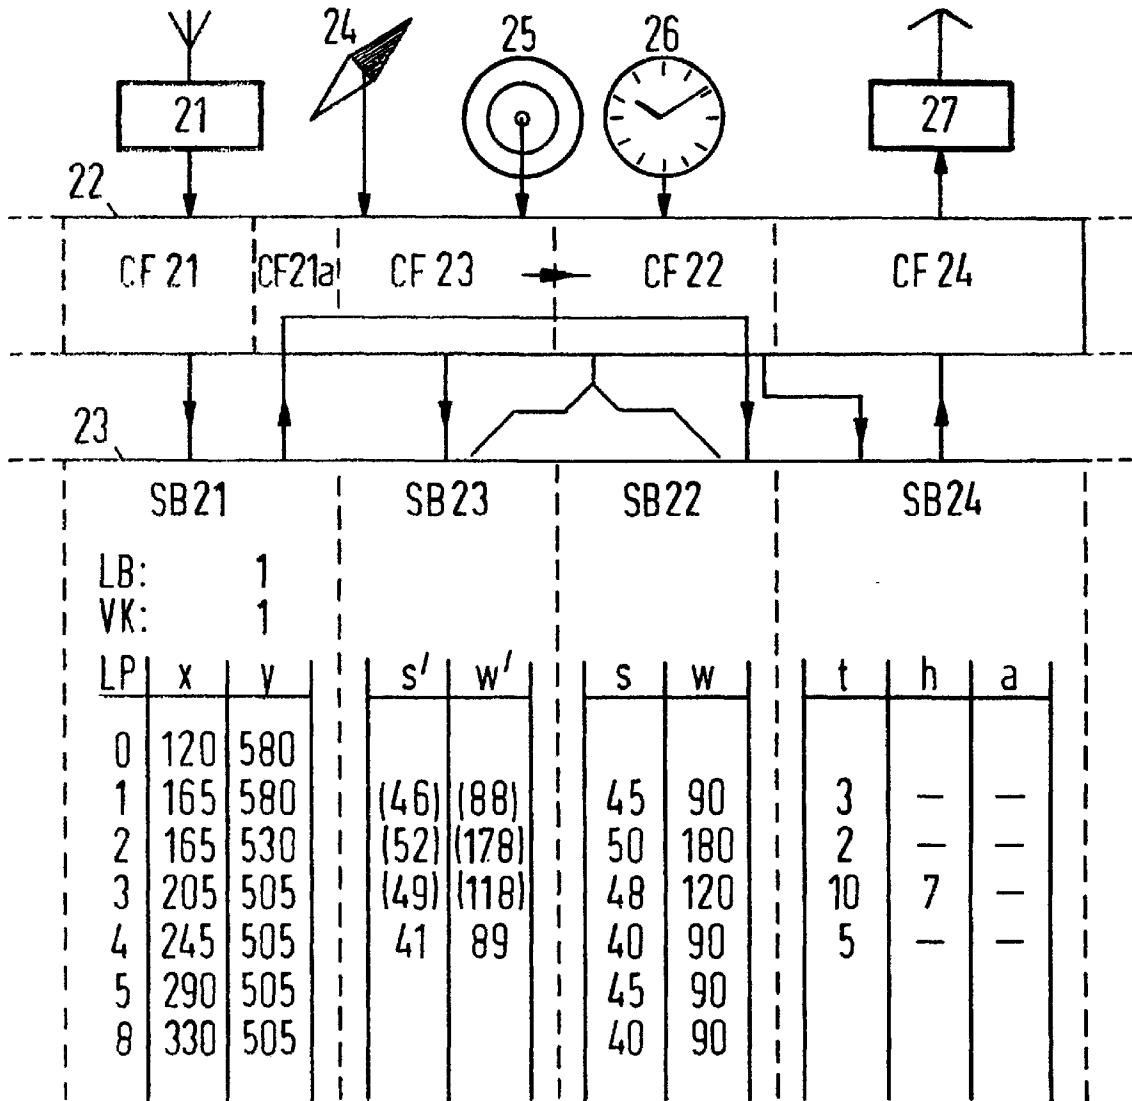 24 25 26
21 27
22
CF 21 CF21a CF 23 CF 22 CF 24
23
SB21 SB23 SB22 SB24
LB: 1
VK: 1
LP x y s' w' s w t h a
0 120 580
1 165 580 (46) (88) 45 90 3 — —
2 165 530 (52) (178) 50 180 2 — —
3 205 505 (49) (118) 48 120 10 7 —
4 245 505 41 89 40 90 5 — —
5 290 505 45 90
8 330 505 40 90